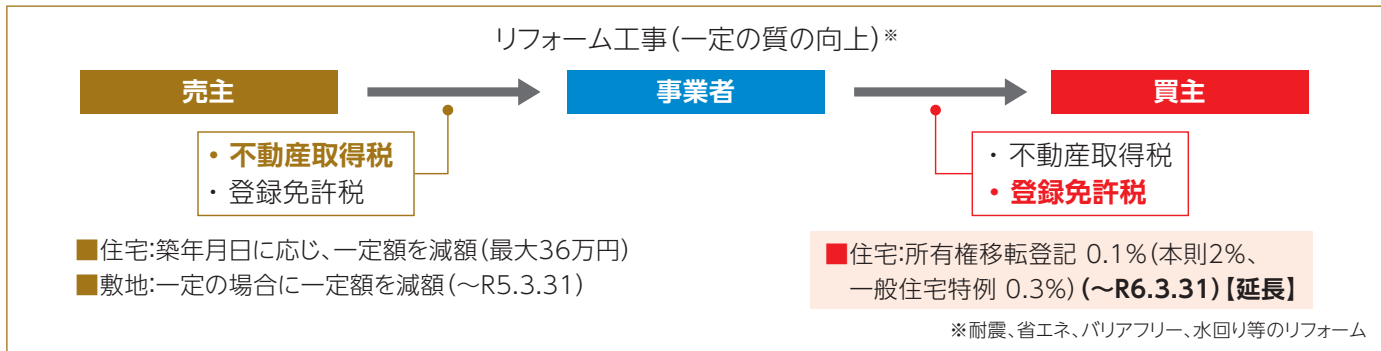 リフォーム工事(一定の質の向上)※
売主
事業者
買主
• 不動産取得税
・ 登録免許税
・ 不動産取得税
• 登録免許税
■住宅:築年月日に応じ、一定額を減額(最大36万円)
■敷地:一定の場合に一定額を減額(～R5.3.31)
■住宅:所有権移転登記 0.1%(本則2%、
一般住宅特例 0.3%)(～R6.3.31)【延長】
※耐震、省エネ、バリアフリー、水回り等のリフォーム